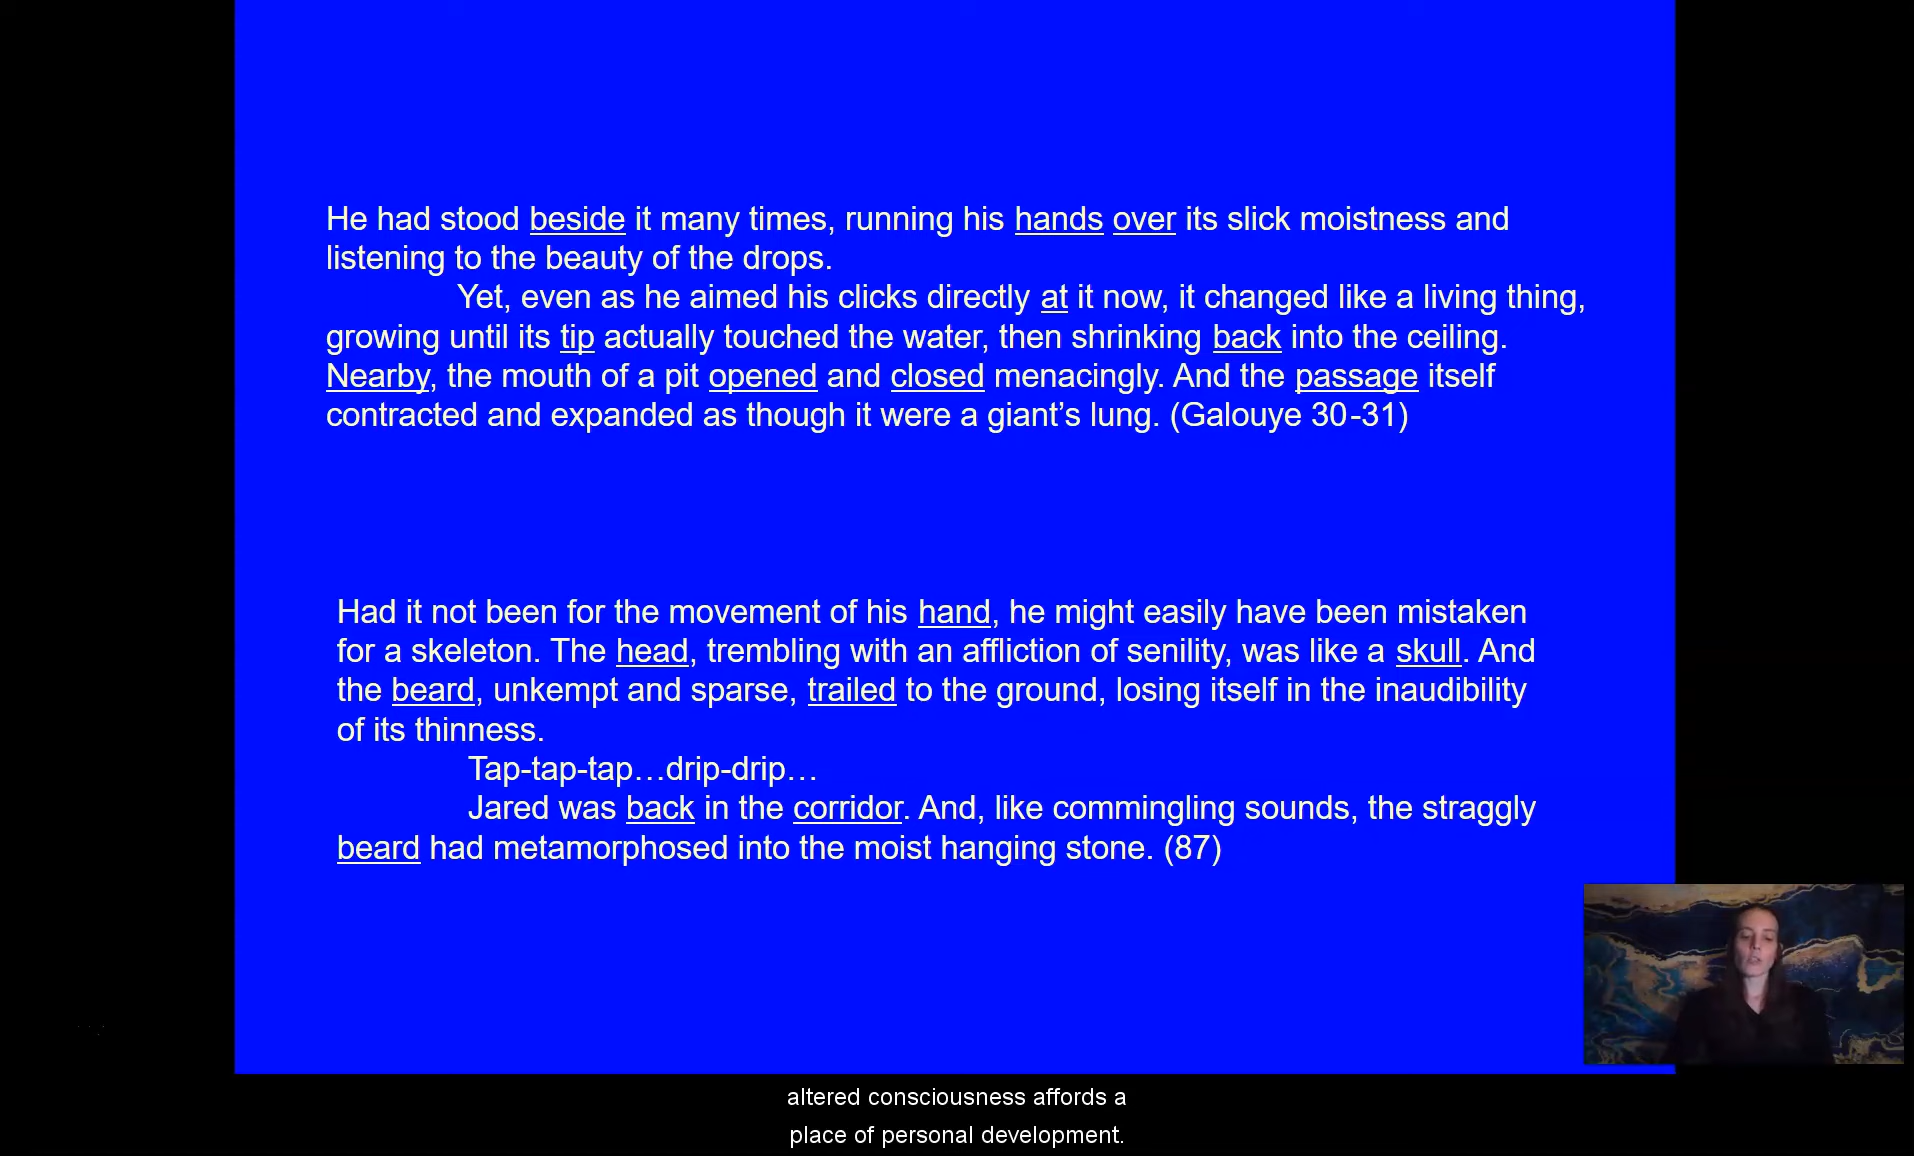 He had stood beside it many times, running his hands over its slick moistness and
listening to the beauty of the drops.
Yet, even as he aimed his clicks directly at it now, it changed like a living thing,
growing until its tip actually touched the water, then shrinking back into the ceiling.
Nearby, the mouth of a pit opened and closed menacingly. And the passage itself
contracted and expanded as though it were a giant’s lung. (Galouye 30-31)
Had it not been for the movement of his hand, he might easily have been mistaken
for a skeleton. The head, trembling with an affliction of senility, was like a skull. And
the beard, unkempt and sparse, trailed to the ground, losing itself in the inaudibility
of its thinness.
Tap-tap-tap…drip-drip…
Jared was back in the corridor. And, like commingling sounds, the straggly
beard had metamorphosed into the moist hanging stone. (87)
altered consciousness affords a
place of personal development.